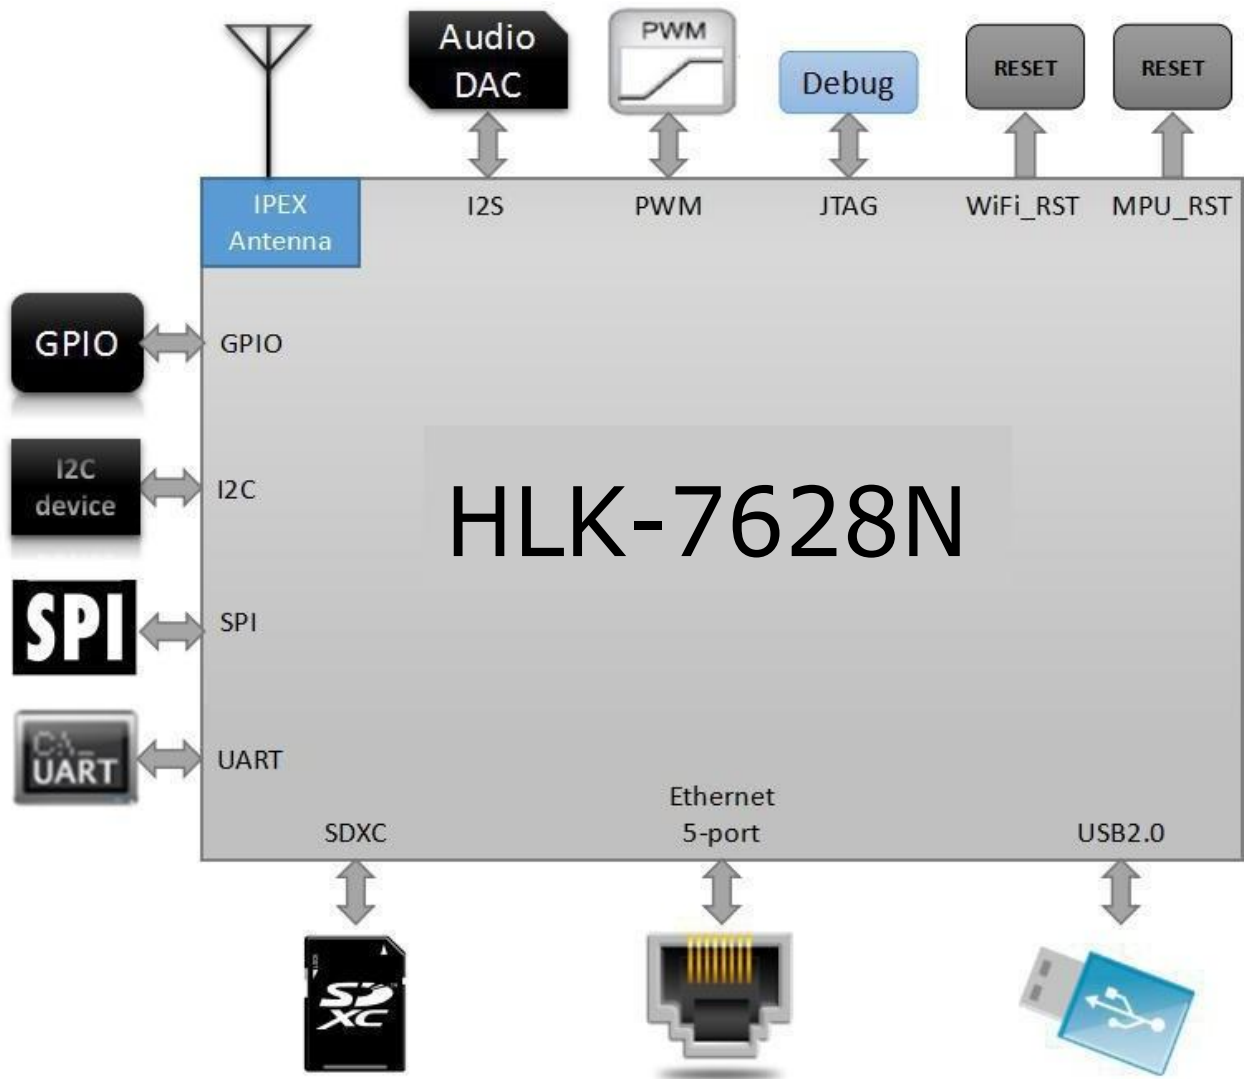 Audio
DAC
PWM
Debug
RESET
RESET
IPEX
Antenna
I2S
PWM
JTAG
WiFi_RST
MPU_RST
GPIO
GPIO
I2C
device
I2C
HLK-7628N
SPI
SPI
C:\_
UART
UART
Ethernet
5-port
SDXC
USB2.0
SD
XC